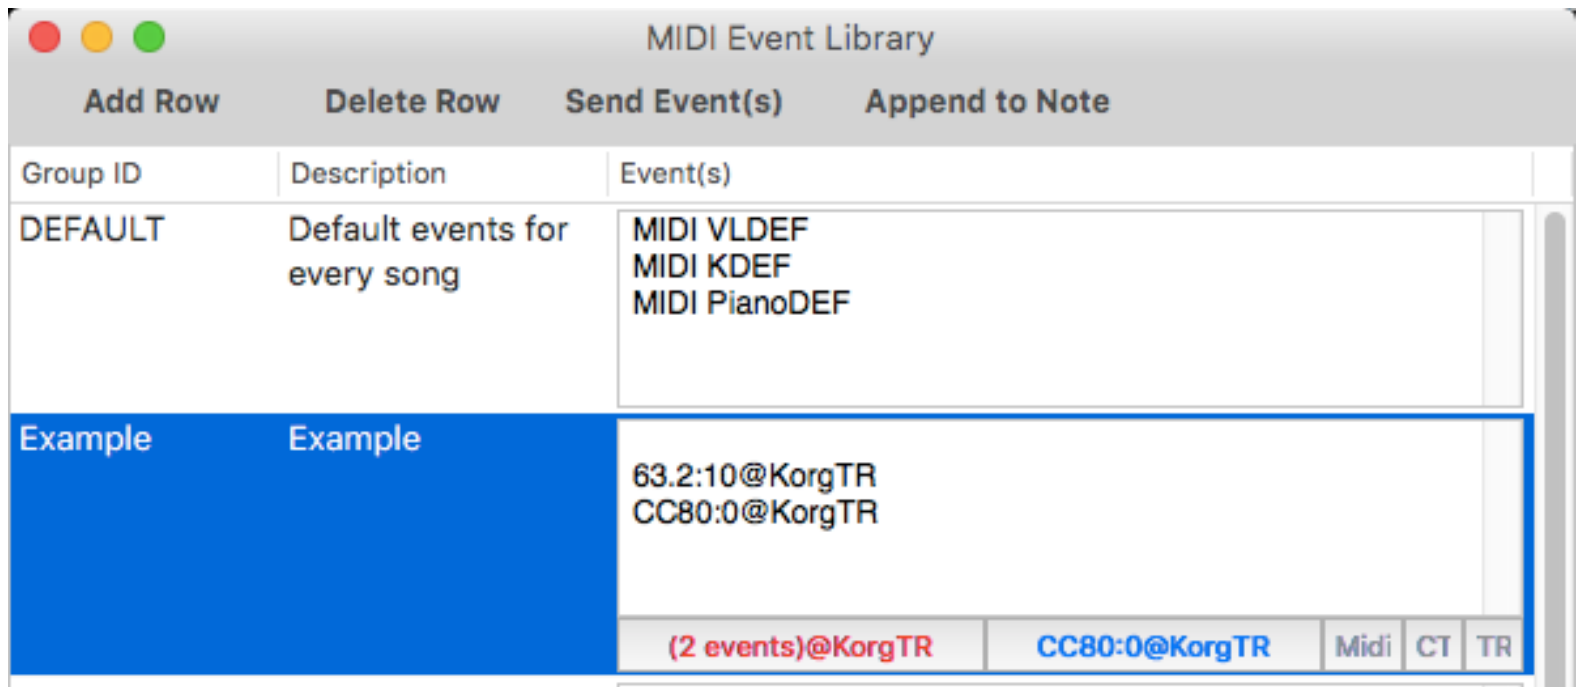 MIDI Event Library
Add Row Delete Row Send Event(s) Append to Note
Group ID Description Event(s)
DEFAULT Default events for every song
MIDI VLDEF
MIDI KDEF
MIDI PianoDEF
Example Example
63.2:10@KorgTR
CC80:0@KorgTR
(2 events)@KorgTR CC80:0@KorgTR Midi CT TR